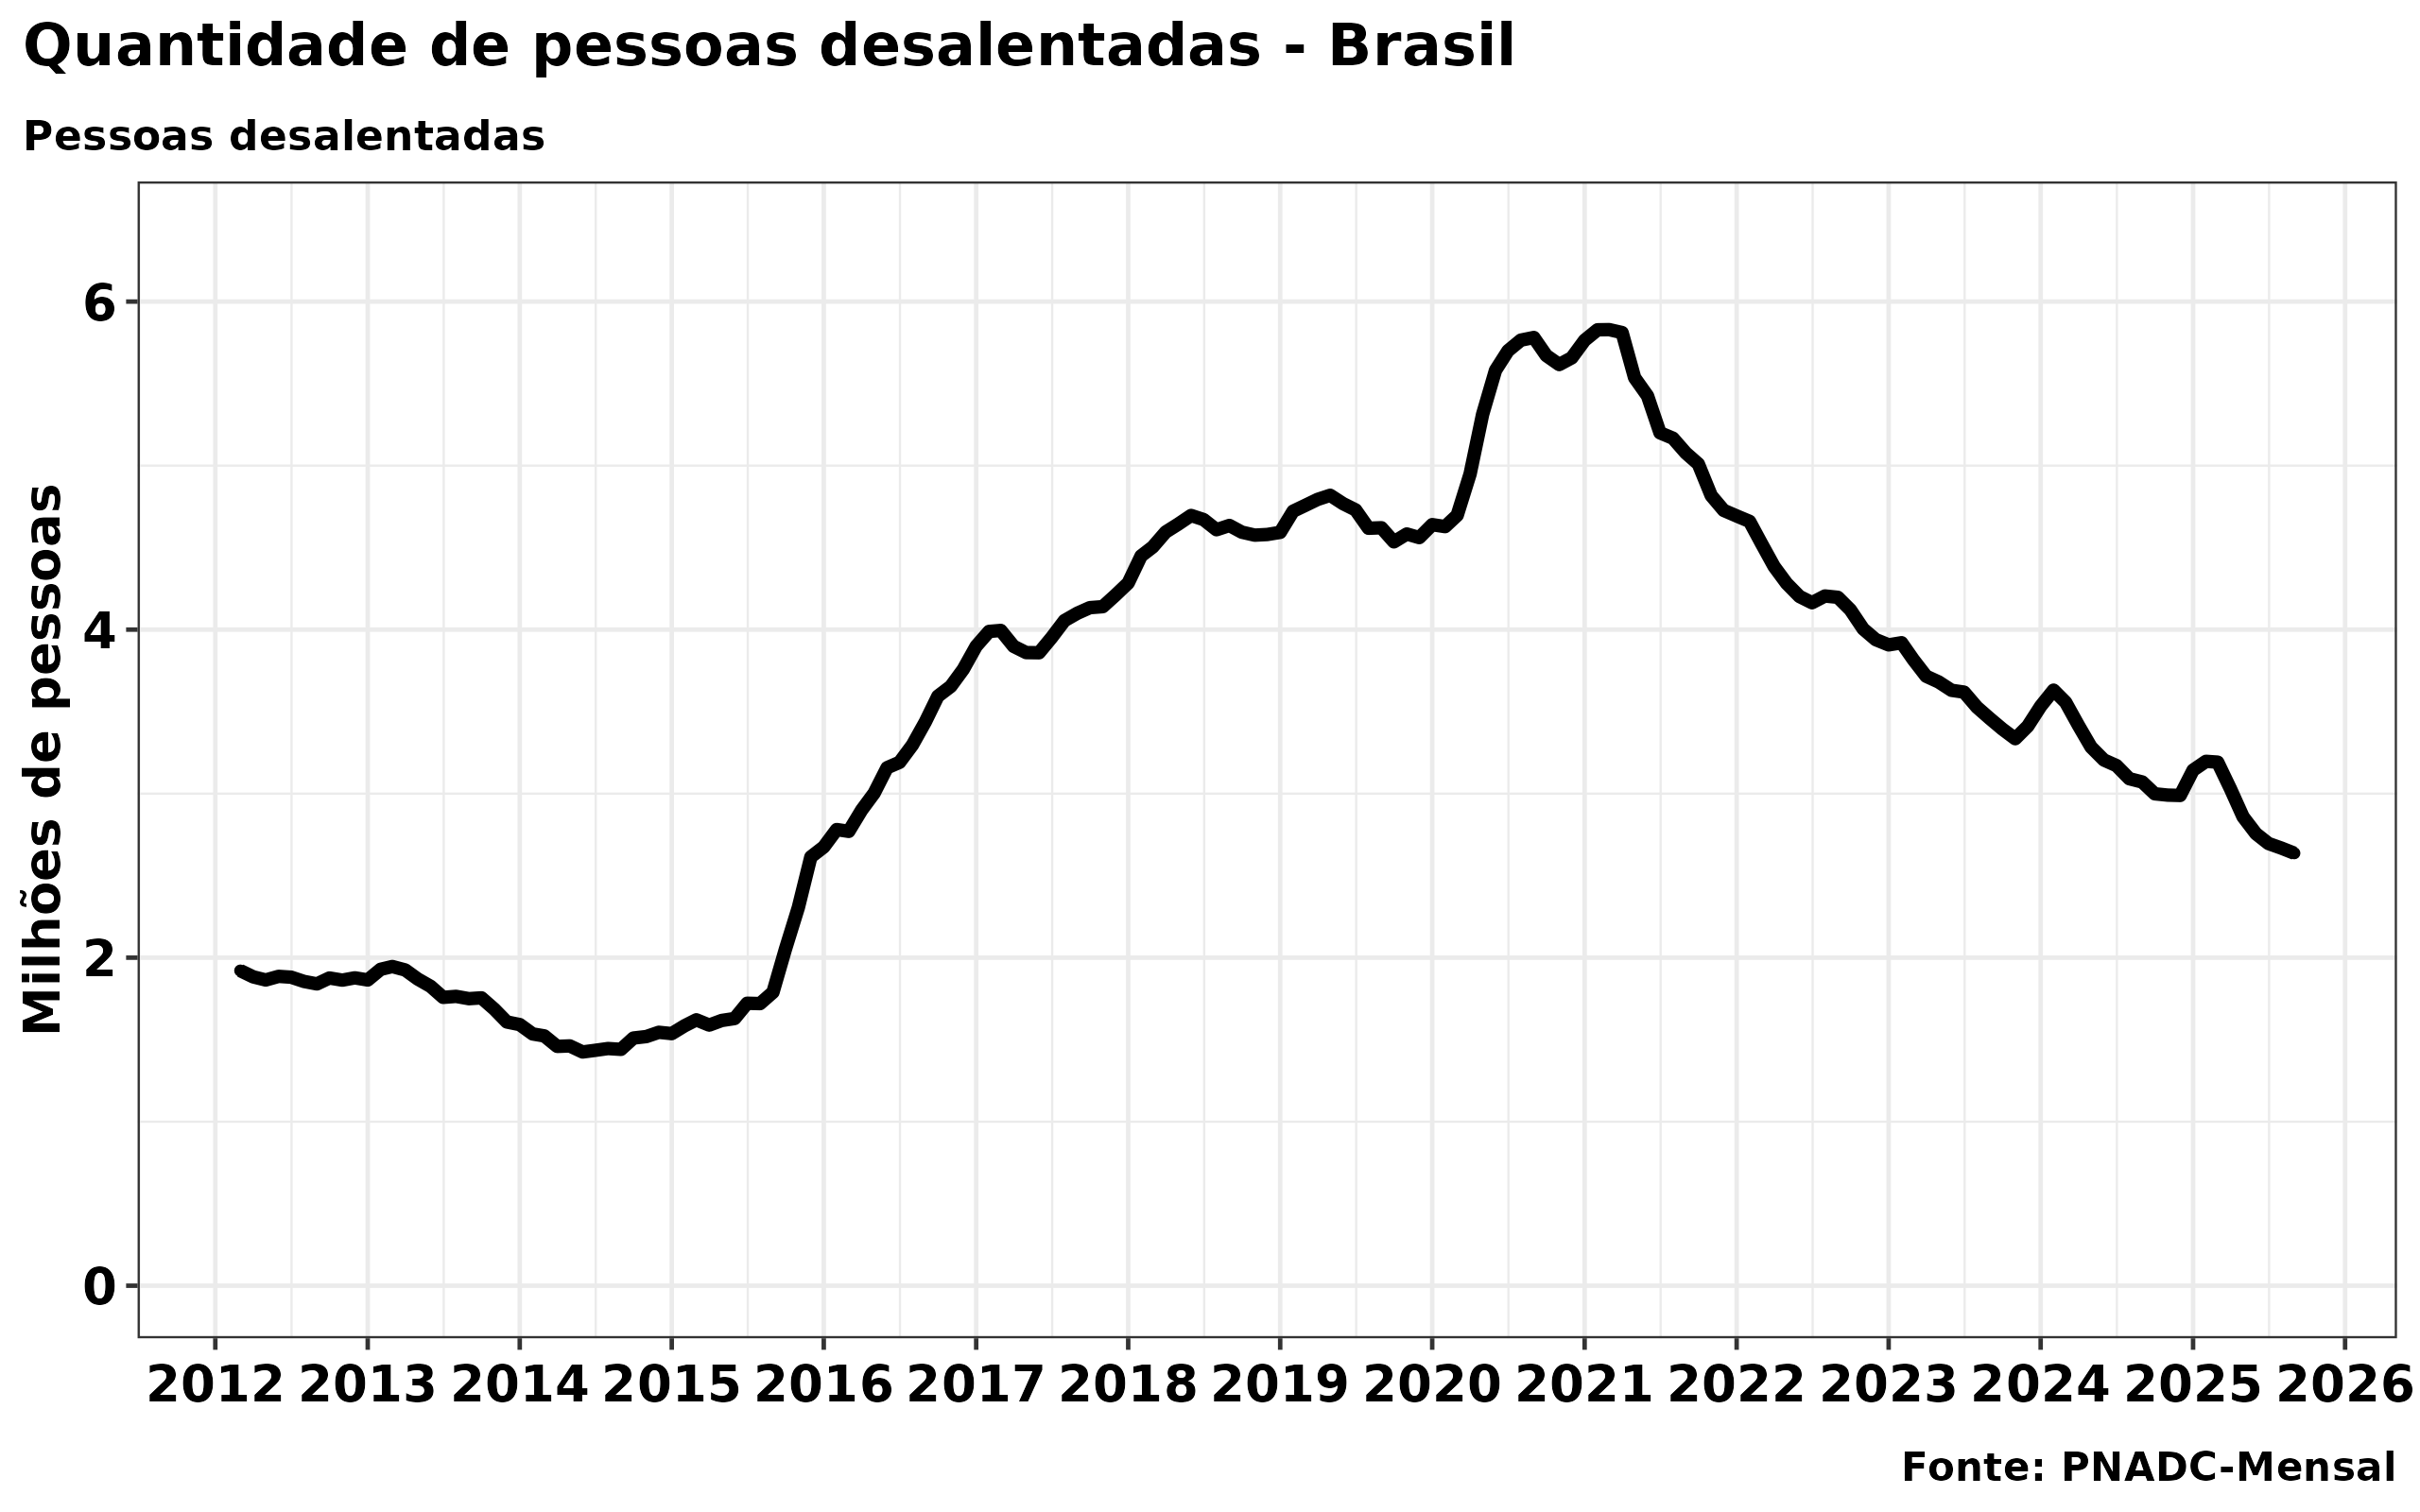 Quantidade de pessoas desalentadas - Brasil
Pessoas desalentadas
Milhões de pessoas
6
4
2
0
2012 2013 2014 2015 2016 2017 2018 2019 2020 2021 2022 2023 2024 2025 2026
Fonte: PNADC-Mensal